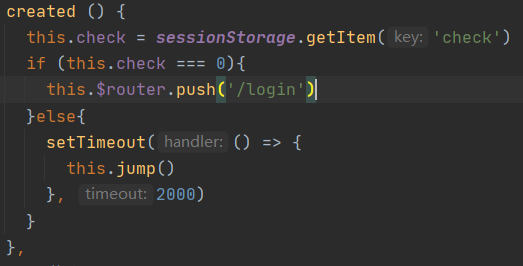 created () {
this.check = sessionStorage.getItem( key: 'check')
if (this.check === 0){
this.$router.push('/login')
}else{
setTimeout( handler: () => {
this.jump()
}, timeout: 2000)
}
},